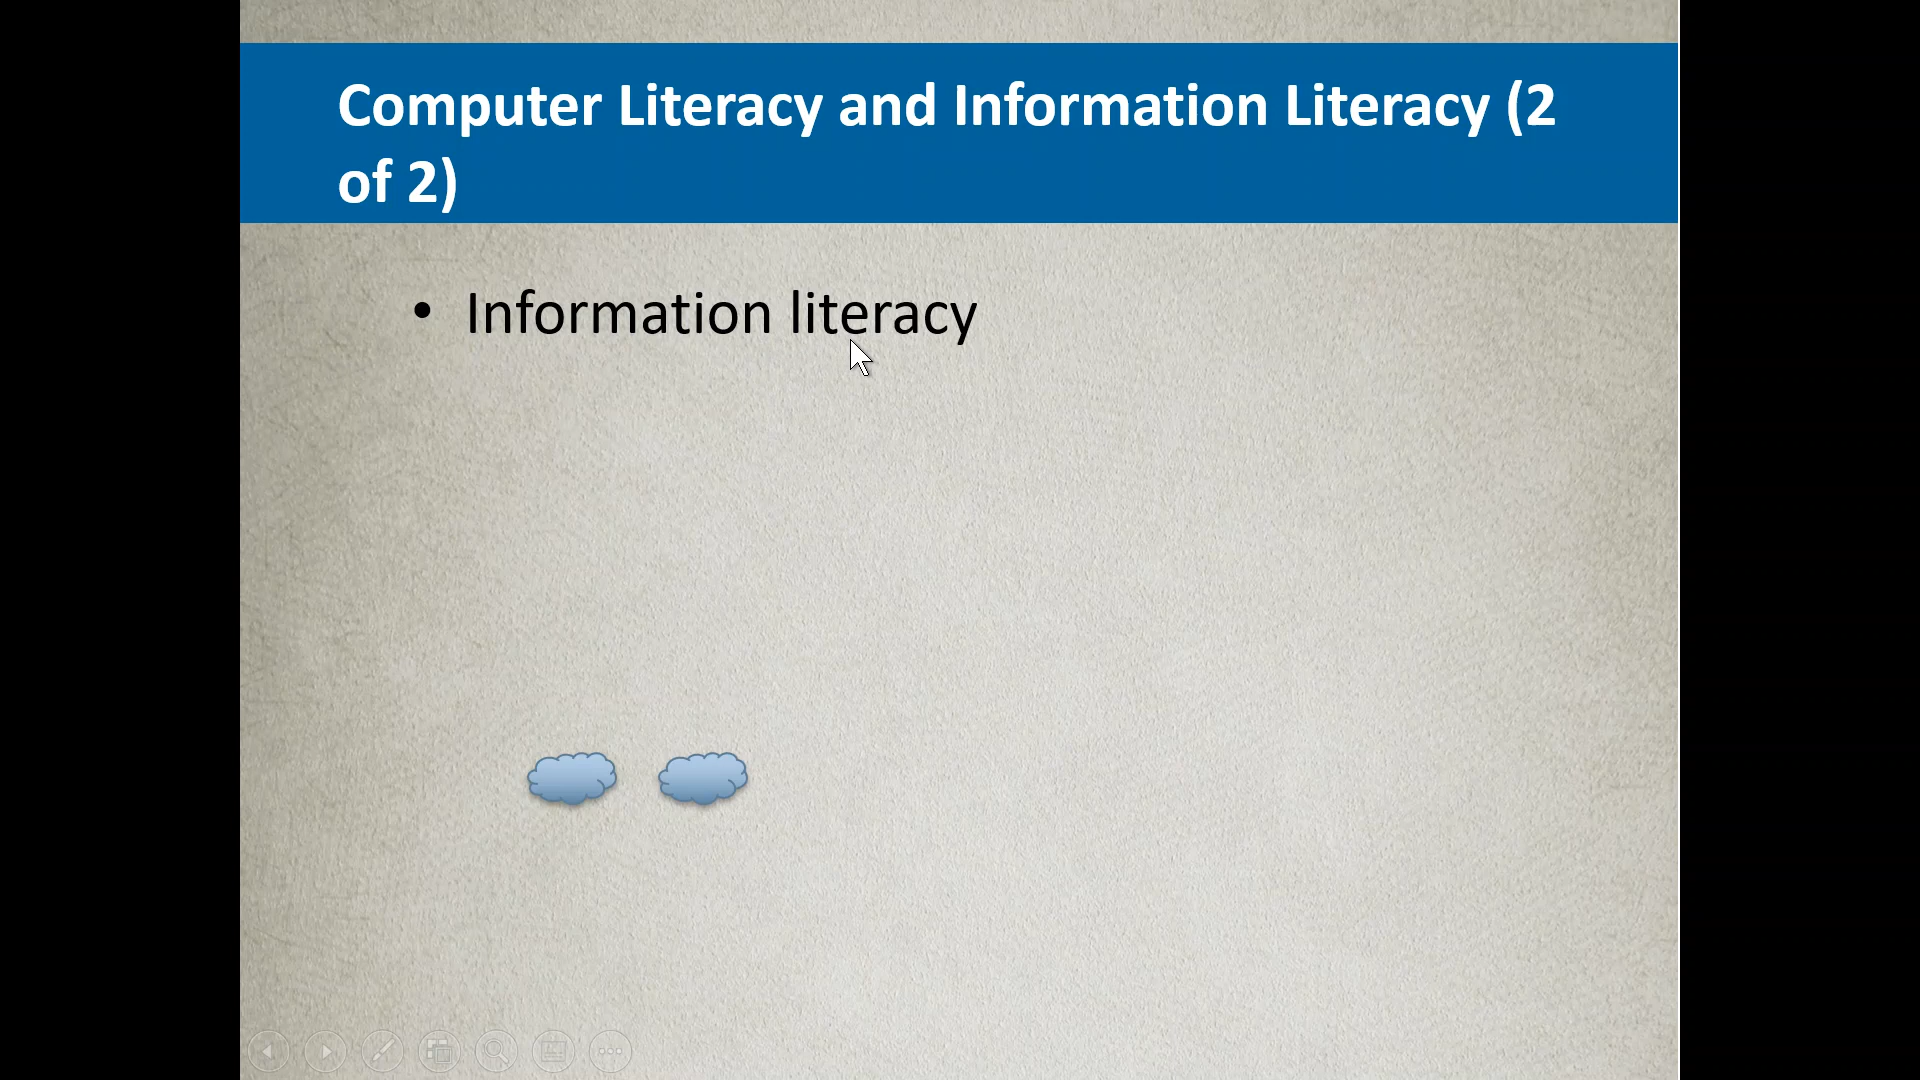 Computer Literacy and Information Literacy (2
of 2)
• Information literacy